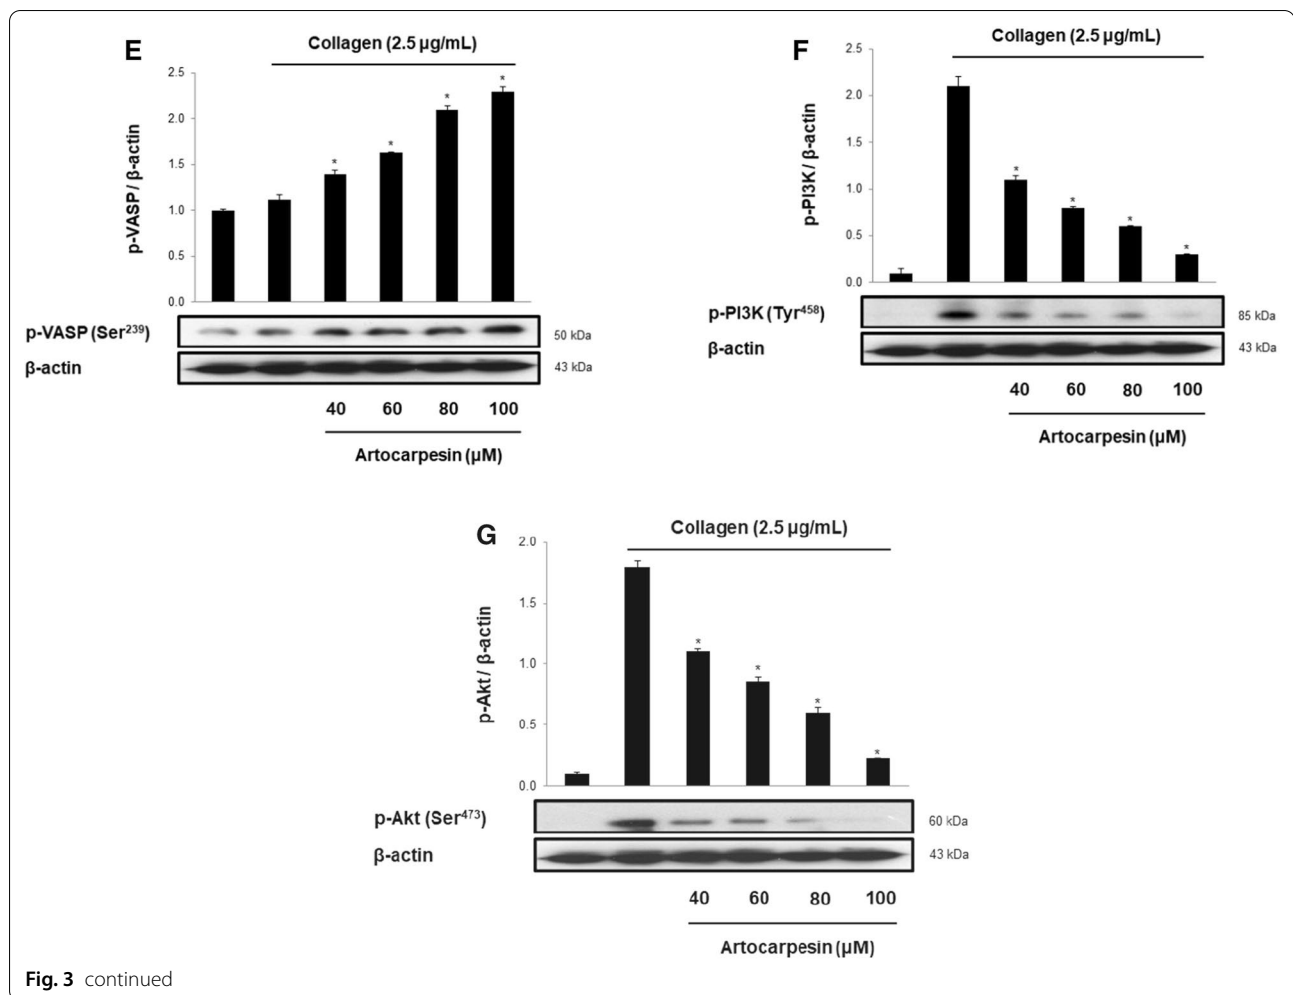 E
Collagen (2.5 µg/mL)
2.5
2.0
1.5
1.0
0.5
0.0
p-VASP / β-actin
* * * *
p-VASP (Ser239)
50 kDa
β-actin
43 kDa
40 60 80 100
Artocarpesin (µM)
F
Collagen (2.5 µg/mL)
2.5
2.0
1.5
1.0
0.5
0.0
p-PI3K / β-actin
* * * *
p-PI3K (Tyr458)
85 kDa
β-actin
43 kDa
40 60 80 100
Artocarpesin (µM)
G
Collagen (2.5 µg/mL)
2.0
1.5
1.0
0.5
0.0
p-Akt / β-actin
* * * *
p-Akt (Ser473)
60 kDa
β-actin
43 kDa
40 60 80 100
Artocarpesin (µM)
Fig. 3 continued